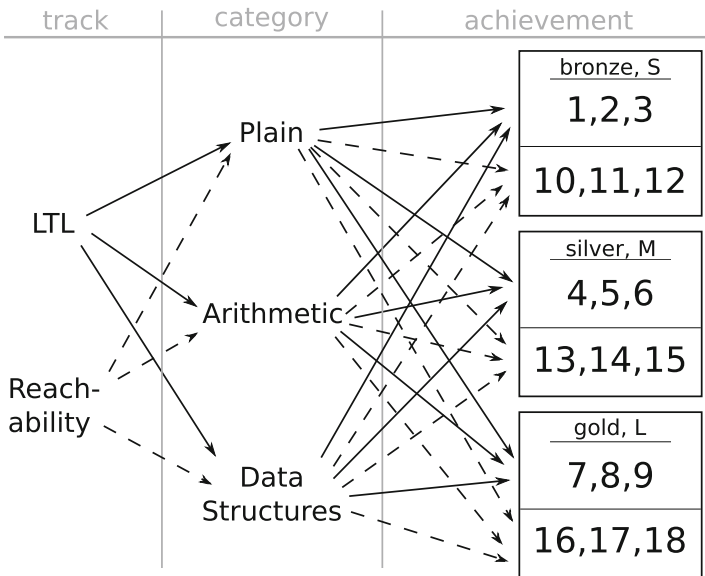 track
category
achievement
Plain
LTL
Arithmetic
Reach-
ability
Data
Structures
bronze, S
1,2,3
10,11,12
silver, M
4,5,6
13,14,15
gold, L
7,8,9
16,17,18